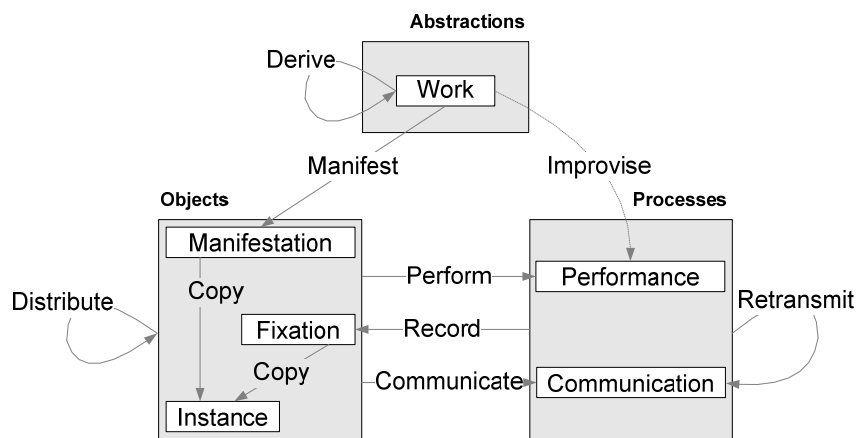 Abstractions
Derive
Work
Manifest
Improvise
Objects
Processes
Manifestation
Perform
Performance
Copy
Distribute
Retransmit
Fixation
Record
Copy
Communicate
Communication
Instance